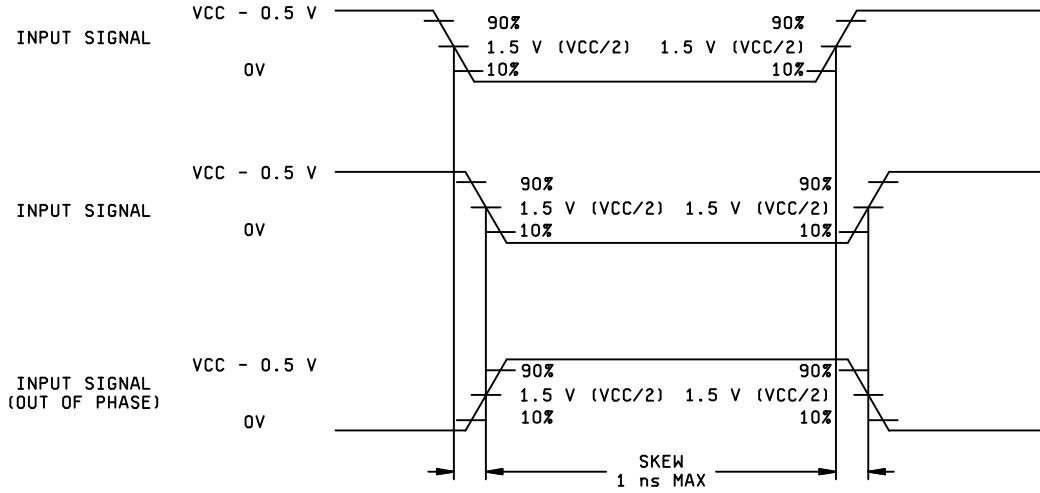 VCC - 0.5 V
90% 90%
INPUT SIGNAL 1.5 V (VCC/2) 1.5 V (VCC/2)
0V 10% 10%
VCC - 0.5 V
90% 90%
INPUT SIGNAL 1.5 V (VCC/2) 1.5 V (VCC/2)
0V 10% 10%
VCC - 0.5 V
90% 90%
INPUT SIGNAL
(OUT OF PHASE)
1.5 V (VCC/2) 1.5 V (VCC/2)
0V 10% 10%
SKEW
1 ns MAX